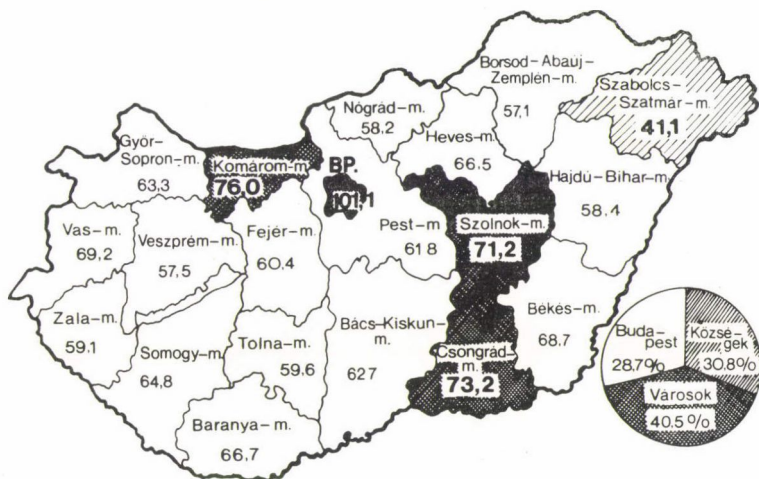 Borsod-Abaúj-
Zemplén-m.
57,1
Szabolcs-
Szatmár-m.
41,1
Nógrád-m.
58.2
Heves-m.
66.5
Győr-
Sopron-m.
63,3
Komárom-m
76,0
BP.
101,1
Hajdú-Bihar-m.
58,4
Pest-m
61 8
Szolnok-m.
71,2
Vas-m.
69,2
Veszprém-m.
57,5
Fejér-m.
60.4
Zala-m.
59.1
Somogy-m.
64,8
Tolna-m.
59.6
Bács-Kiskun-
m.
62 7
Csongrád-
m.
73,2
Békés-m.
68.7
Baranya-m.
66,7
Buda-
pest
28.7%
Közsé-
gek
30.8%
Városok
40.5 %